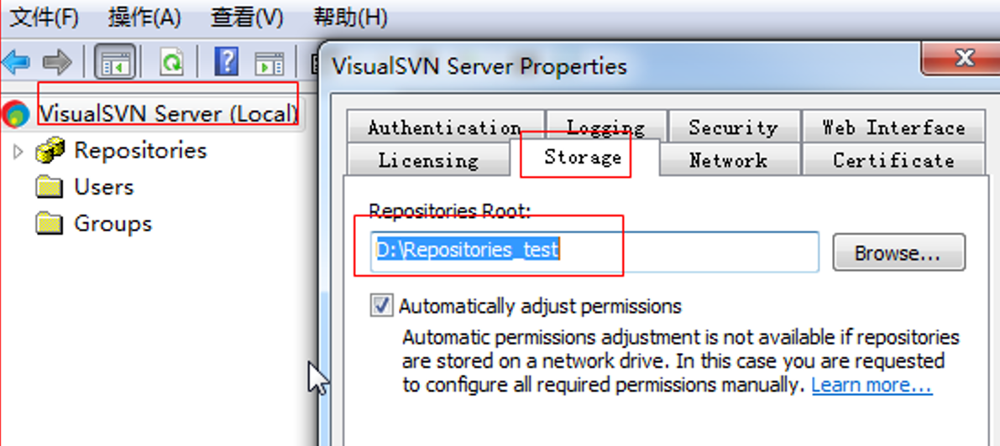 文件(F) 操作(A) 查看(V) 帮助(H)
VisualSVN Server Properties
VisualSVN Server (Local)
Repositories
Users
Groups
Authentication Logging Security Web Interface
Licensing Storage Network Certificate
Repositories Root:
D:\Repositories_test
Browse...
Automatically adjust permissions
Automatic permissions adjustment is not available if repositories
are stored on a network drive. In this case you are requested
to configure all required permissions manually. Learn more...